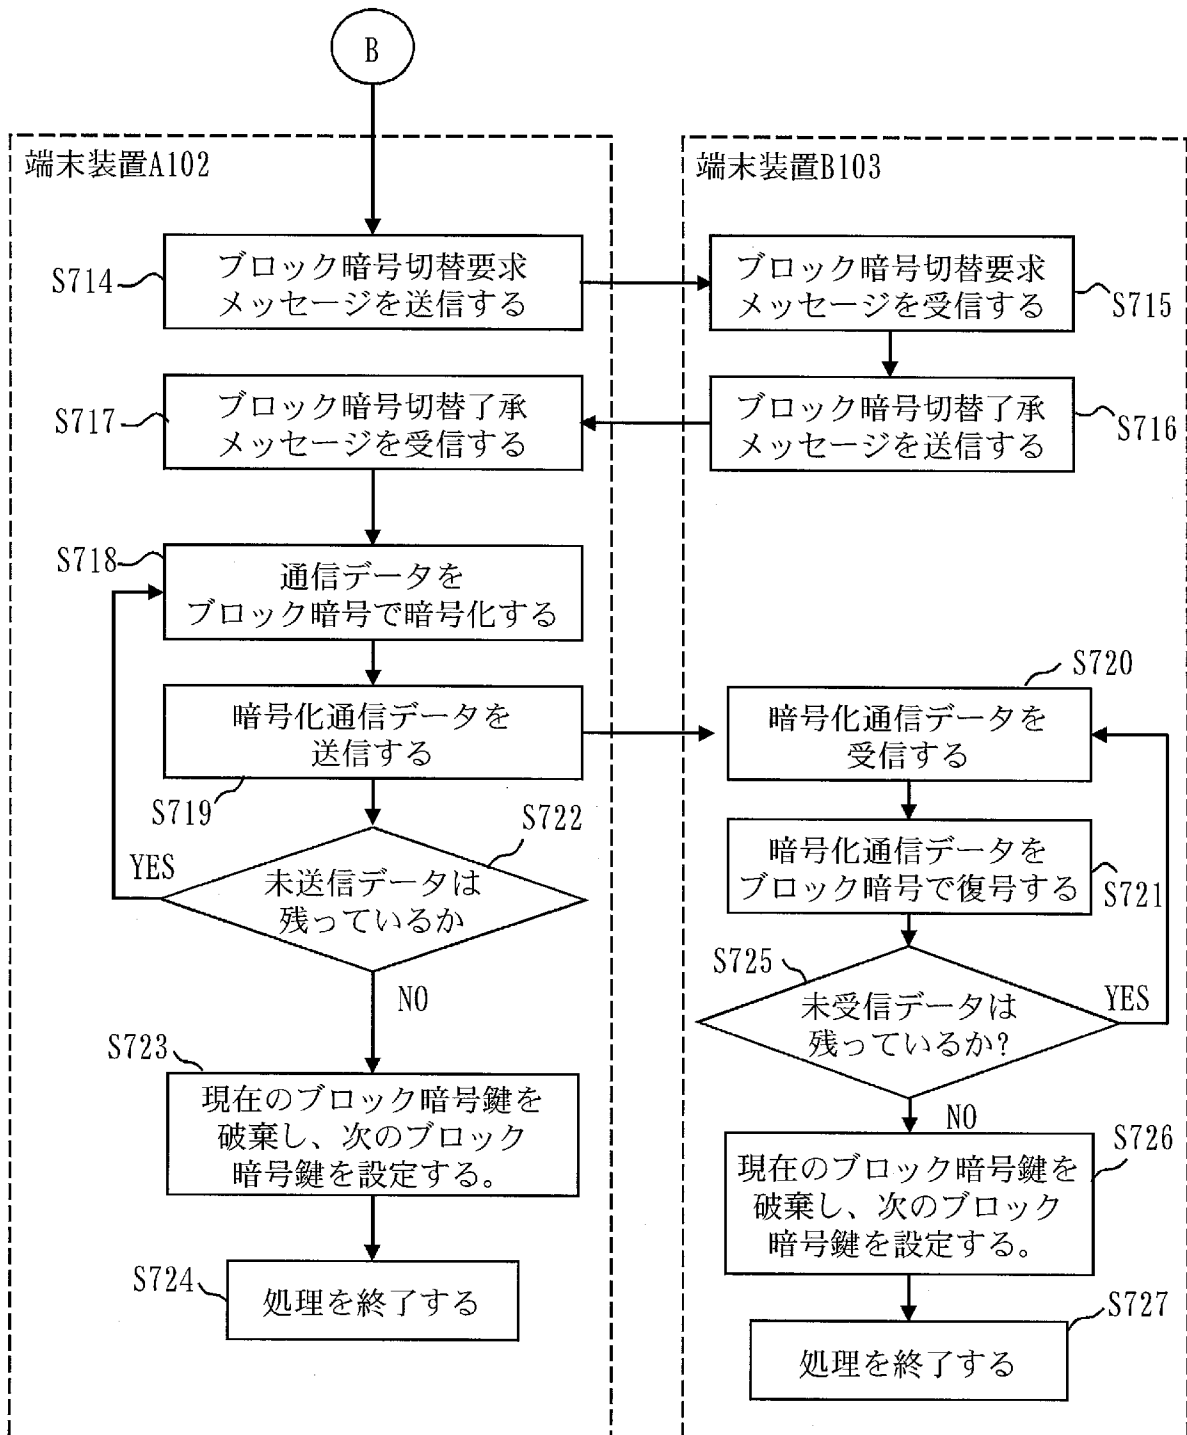 B
端末装置A102
端末装置B103
S714
ブロック暗号切替要求
メッセージを送信する
ブロック暗号切替要求
メッセージを受信する
S715
S717
ブロック暗号切替了承
メッセージを受信する
ブロック暗号切替了承
メッセージを送信する
S716
S718
通信データを
ブロック暗号で暗号化する
S720
暗号化通信データを
送信する
暗号化通信データを
受信する
S719
S722
YES
未送信データは
残っているか
暗号化通信データを
ブロック暗号で復号する
S721
NO
S725
未受信データは
残っているか?
YES
S723
現在のブロック暗号鍵を
破棄し、次のブロック
暗号鍵を設定する。
NO
S726
現在のブロック暗号鍵を
破棄し、次のブロック
暗号鍵を設定する。
S724
処理を終了する
S727
処理を終了する